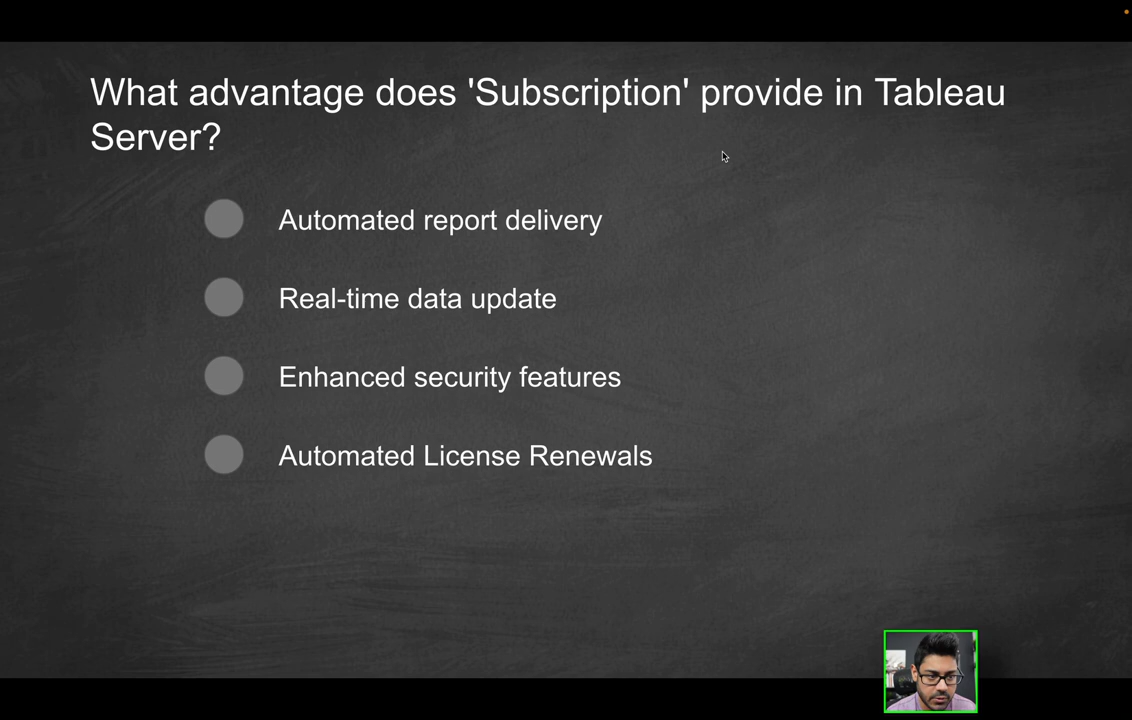 What advantage does 'Subscription' provide in Tableau
Server?
Automated report delivery
Real-time data update
Enhanced security features
Automated License Renewals